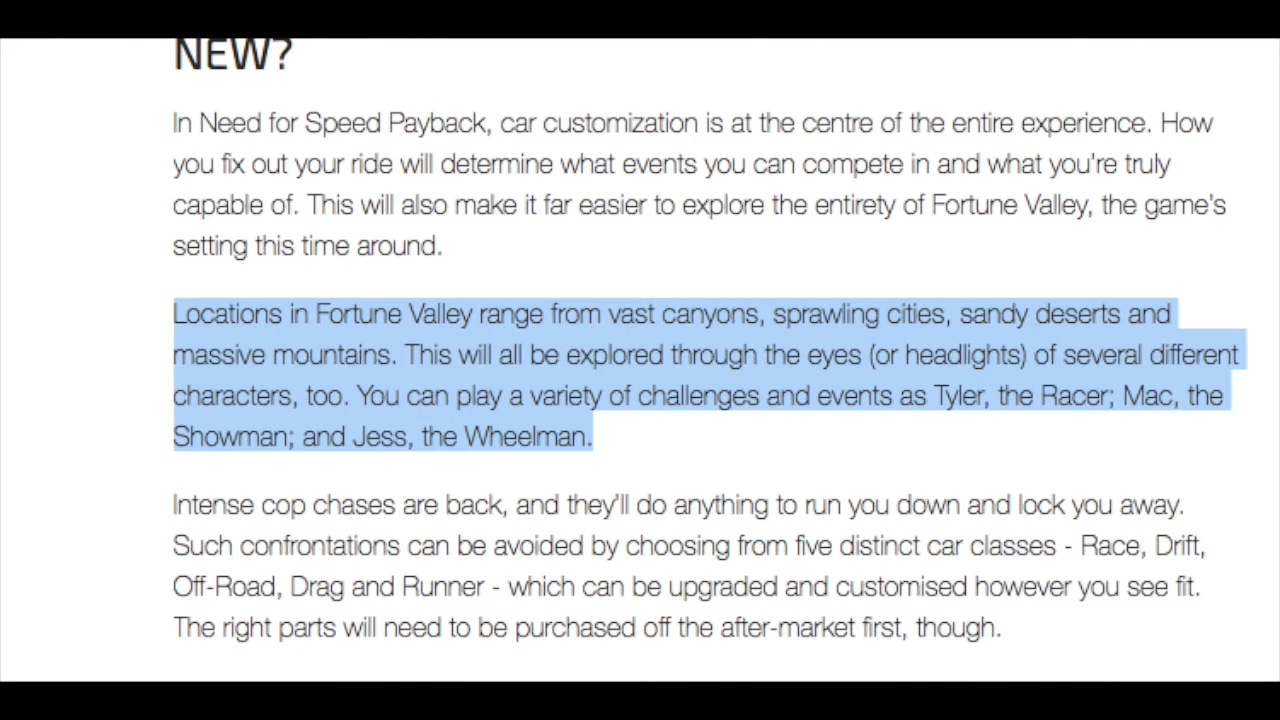 NEW?
In Need for Speed Payback, car customization is at the centre of the entire experience. How
you fix out your ride will determine what events you can compete in and what you're truly
capable of. This will also make it far easier to explore the entirety of Fortune Valley, the game's
setting this time around.
Locations in Fortune Valley range from vast canyons, sprawling cities, sandy deserts and
massive mountains. This will all be explored through the eyes (or headlights) of several different
characters, too. You can play a variety of challenges and events as Tyler, the Racer; Mac, the
Showman; and Jess, the Wheelman.
Intense cop chases are back, and they'll do anything to run you down and lock you away.
Such confrontations can be avoided by choosing from five distinct car classes - Race, Drift,
Off-Road, Drag and Runner - which can be upgraded and customised however you see fit.
The right parts will need to be purchased off the after-market first, though.